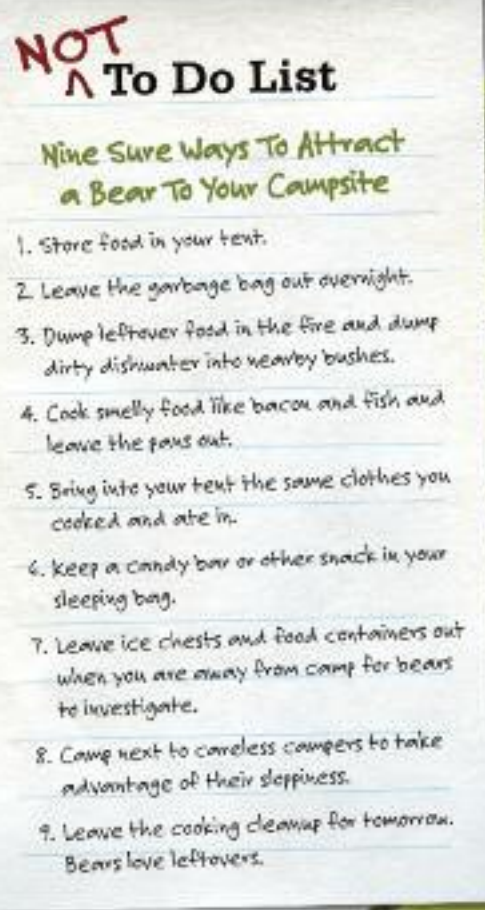 NOT
^ To Do List
Nine Sure Ways To Attract
a Bear To Your Campsite
1. Store food in your tent.
2. Leave the garbage bag out overnight.
3. Dump leftover food in the fire and dump
dirty dishwater into nearby bushes.
4. Cook smelly food like bacon and fish and
leave the pans out.
5. Bring into your tent the same clothes you
cooked and ate in.
6. Keep a candy bar or other snack in your
sleeping bag.
7. Leave ice chests and food containers out
when you are away from camp for bears
to investigate.
8. Camp next to careless campers to take
advantage of their sloppiness.
9. Leave the cooking cleanup for tomorrow.
Bears love leftovers.